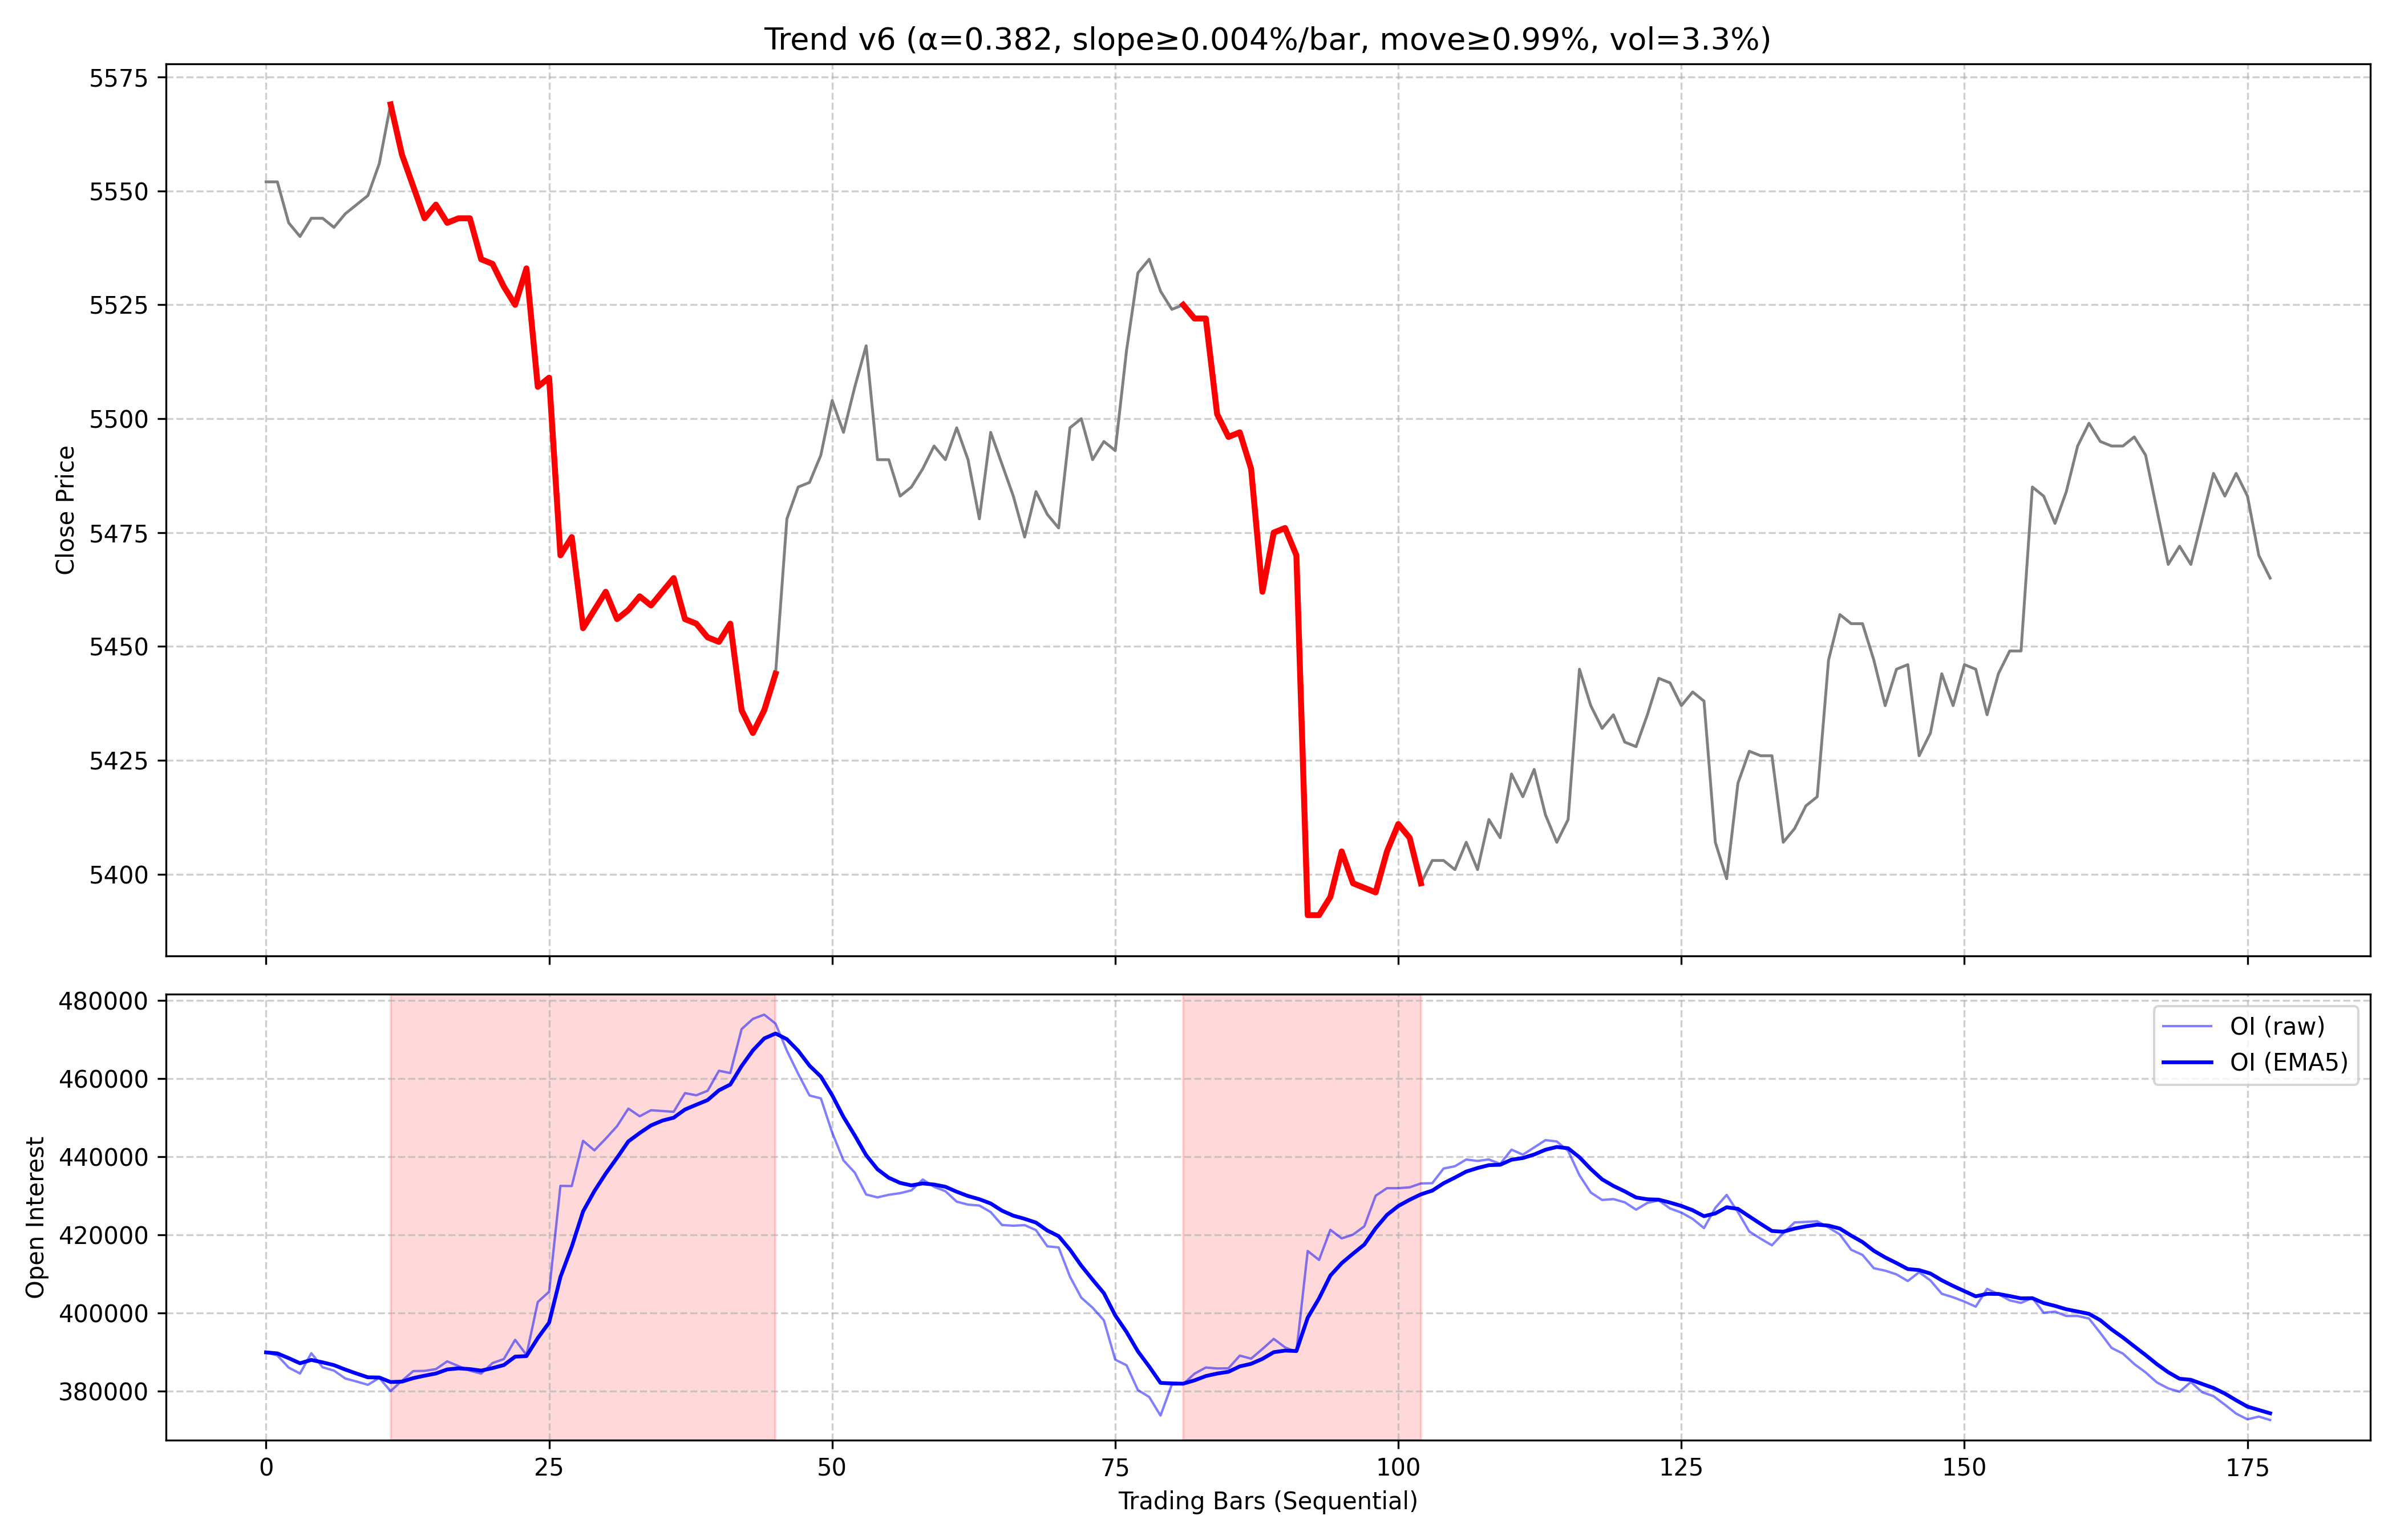 Trend v6 (α=0.382, slope≥0.004%/bar, move≥0.99%, vol=3.3%)
5575
5550
5525
5500
5475
5450
5425
5400
Close Price
480000
460000
440000
420000
400000
380000
Open Interest
OI (raw)
OI (EMA5)
0 25 50 75 100 125 150 175
Trading Bars (Sequential)